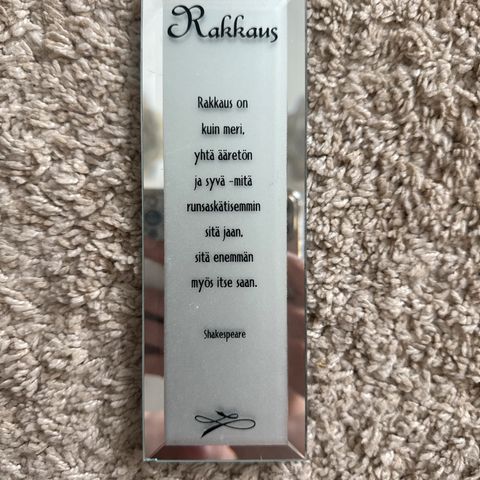 Rakkaus
Rakkaus on
kuin meri,
yhtä ääretön
ja syvä -mitä
runsaskätisemmin
sitä jaan,
sitä enemmän
myös itse saan.
Shakespeare